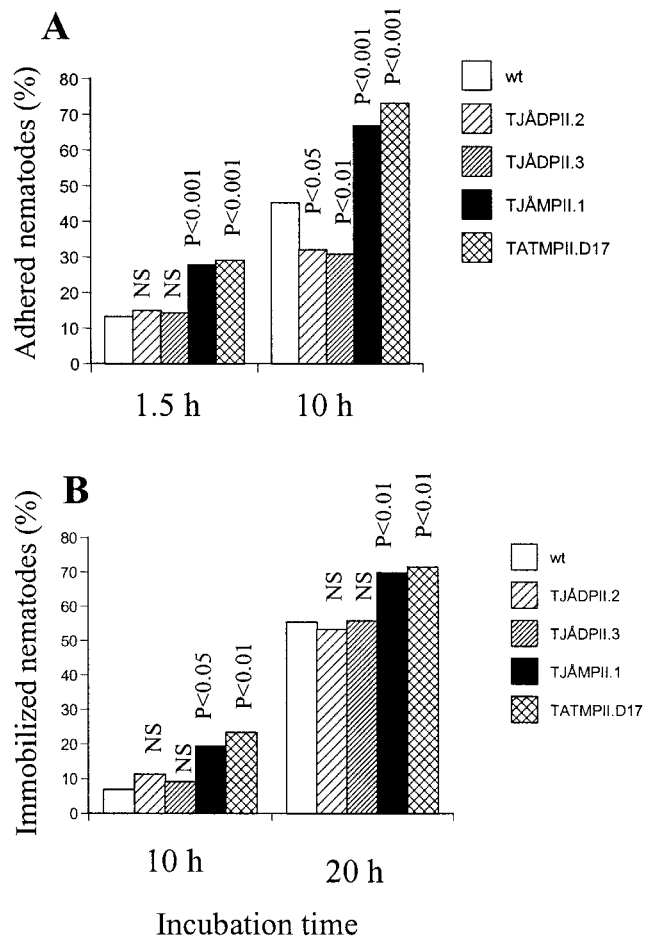 A
Adhered nematodes (%)
80
70
60
50
40
30
20
10
0
NS
NS
P<0.001
P<0.001
P<0.05
P<0.01
P<0.001
P<0.001
1.5 h
10 h
wt
TJÅDPII.2
TJÅDPII.3
TJÅMPII.1
TATMPII.D17
B
Immobilized nematodes (%)
80
70
60
50
40
30
20
10
0
NS
NS
P<0.05
P<0.01
NS
NS
P<0.01
P<0.01
10 h
20 h
wt
TJÅDPII.2
TJÅDPII.3
TJÅMPII.1
TATMPII.D17
Incubation time